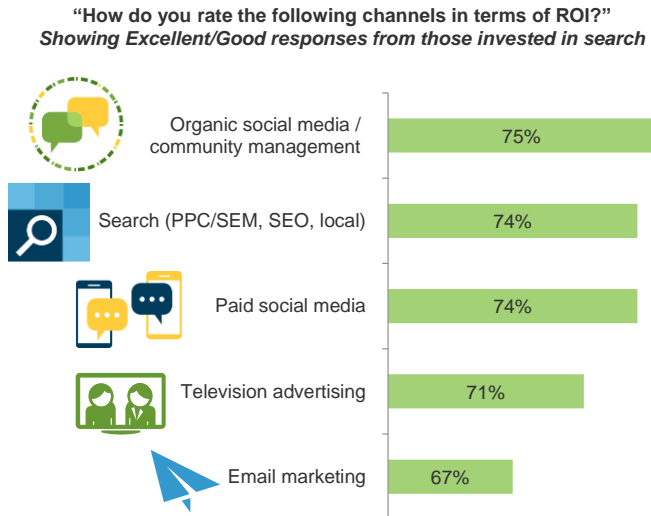 “How do you rate the following channels in terms of ROI?”
Showing Excellent/Good responses from those invested in search
Organic social media /
community management
75%
Search (PPC/SEM, SEO, local)
74%
Paid social media
74%
Television advertising
71%
Email marketing
67%